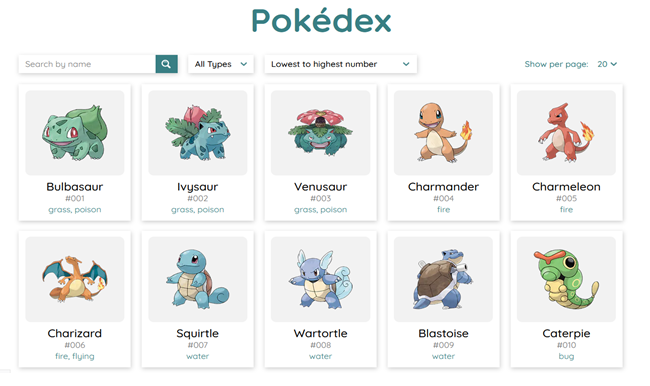 Pokédex
Search by name
All Types
Lowest to highest number
Show per page: 20
Bulbasaur
#001
grass, poison
Ivysaur
#002
grass, poison
Venusaur
#003
grass, poison
Charmander
#004
fire
Charmeleon
#005
fire
Charizard
#006
fire, flying
Squirtle
#007
water
Wartortle
#008
water
Blastoise
#009
water
Caterpie
#010
bug